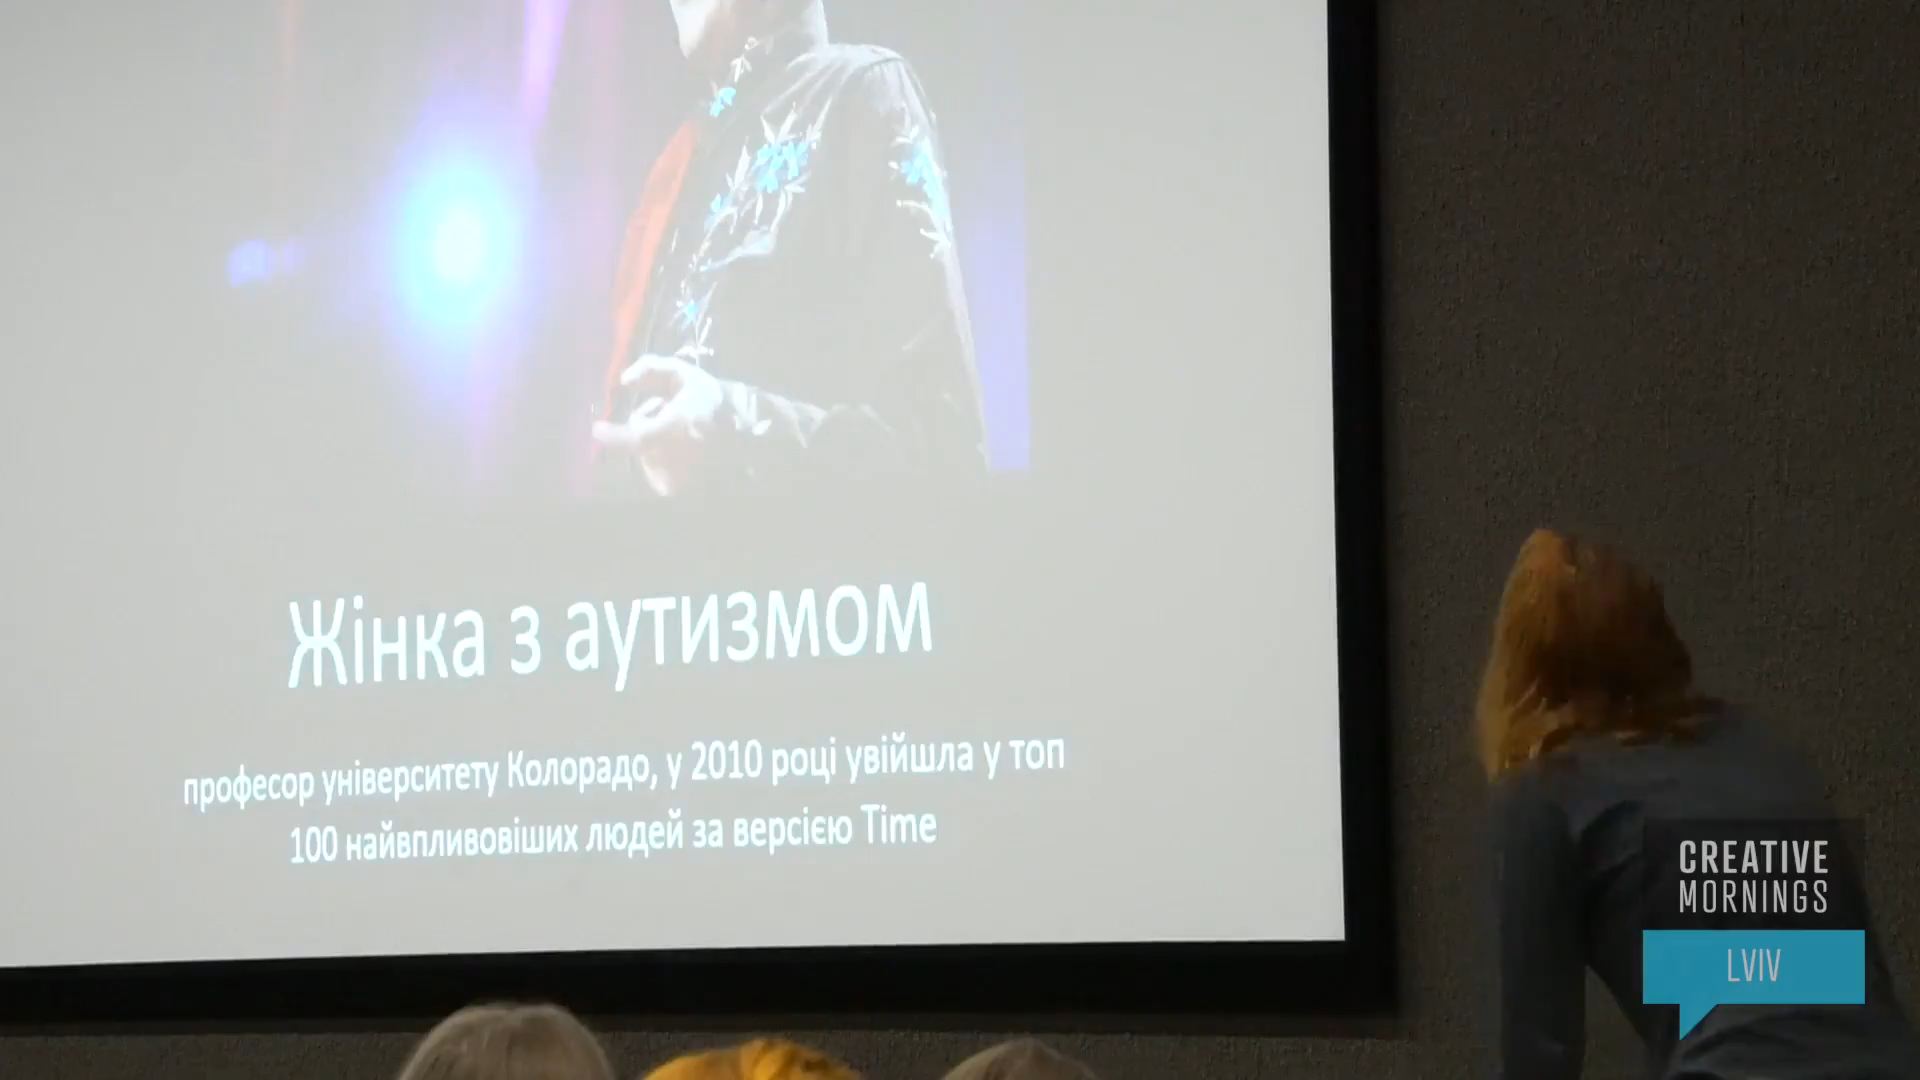 Жінка з аутизмом
професор університету Колорадо, у 2010 році увійшла у топ
100 найвпливовіших людей за версією Time
CREATIVE
MORNINGS
LVIV